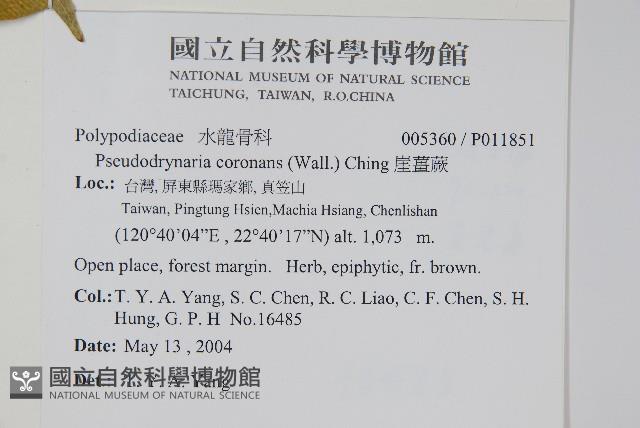 國立自然科學博物館
NATIONAL MUSEUM OF NATURAL SCIENCE
TAICHUNG, TAIWAN, R.O.CHINA
Polypodiaceae 水龍骨科 005360 / P011851
Pseudodrynaria coronans (Wall.) Ching 崖薑蕨
Loc.: 台灣, 屏東縣瑪家鄉, 真笠山
Taiwan, Pingtung Hsien,Machia Hsiang, Chenlishan
(120°40’04”E , 22°40’17”N) alt. 1,073 m.
Open place, forest margin. Herb, epiphytic, fr. brown.
Col.: T. Y. A. Yang, S. C. Chen, R. C. Liao, C. F. Chen, S. H.
Hung, G. P. H No.16485
Date: May 13 , 2004
Det.: T. Y. A. Yang
國立自然科學博物館
NATIONAL MUSEUM OF NATURAL SCIENCE